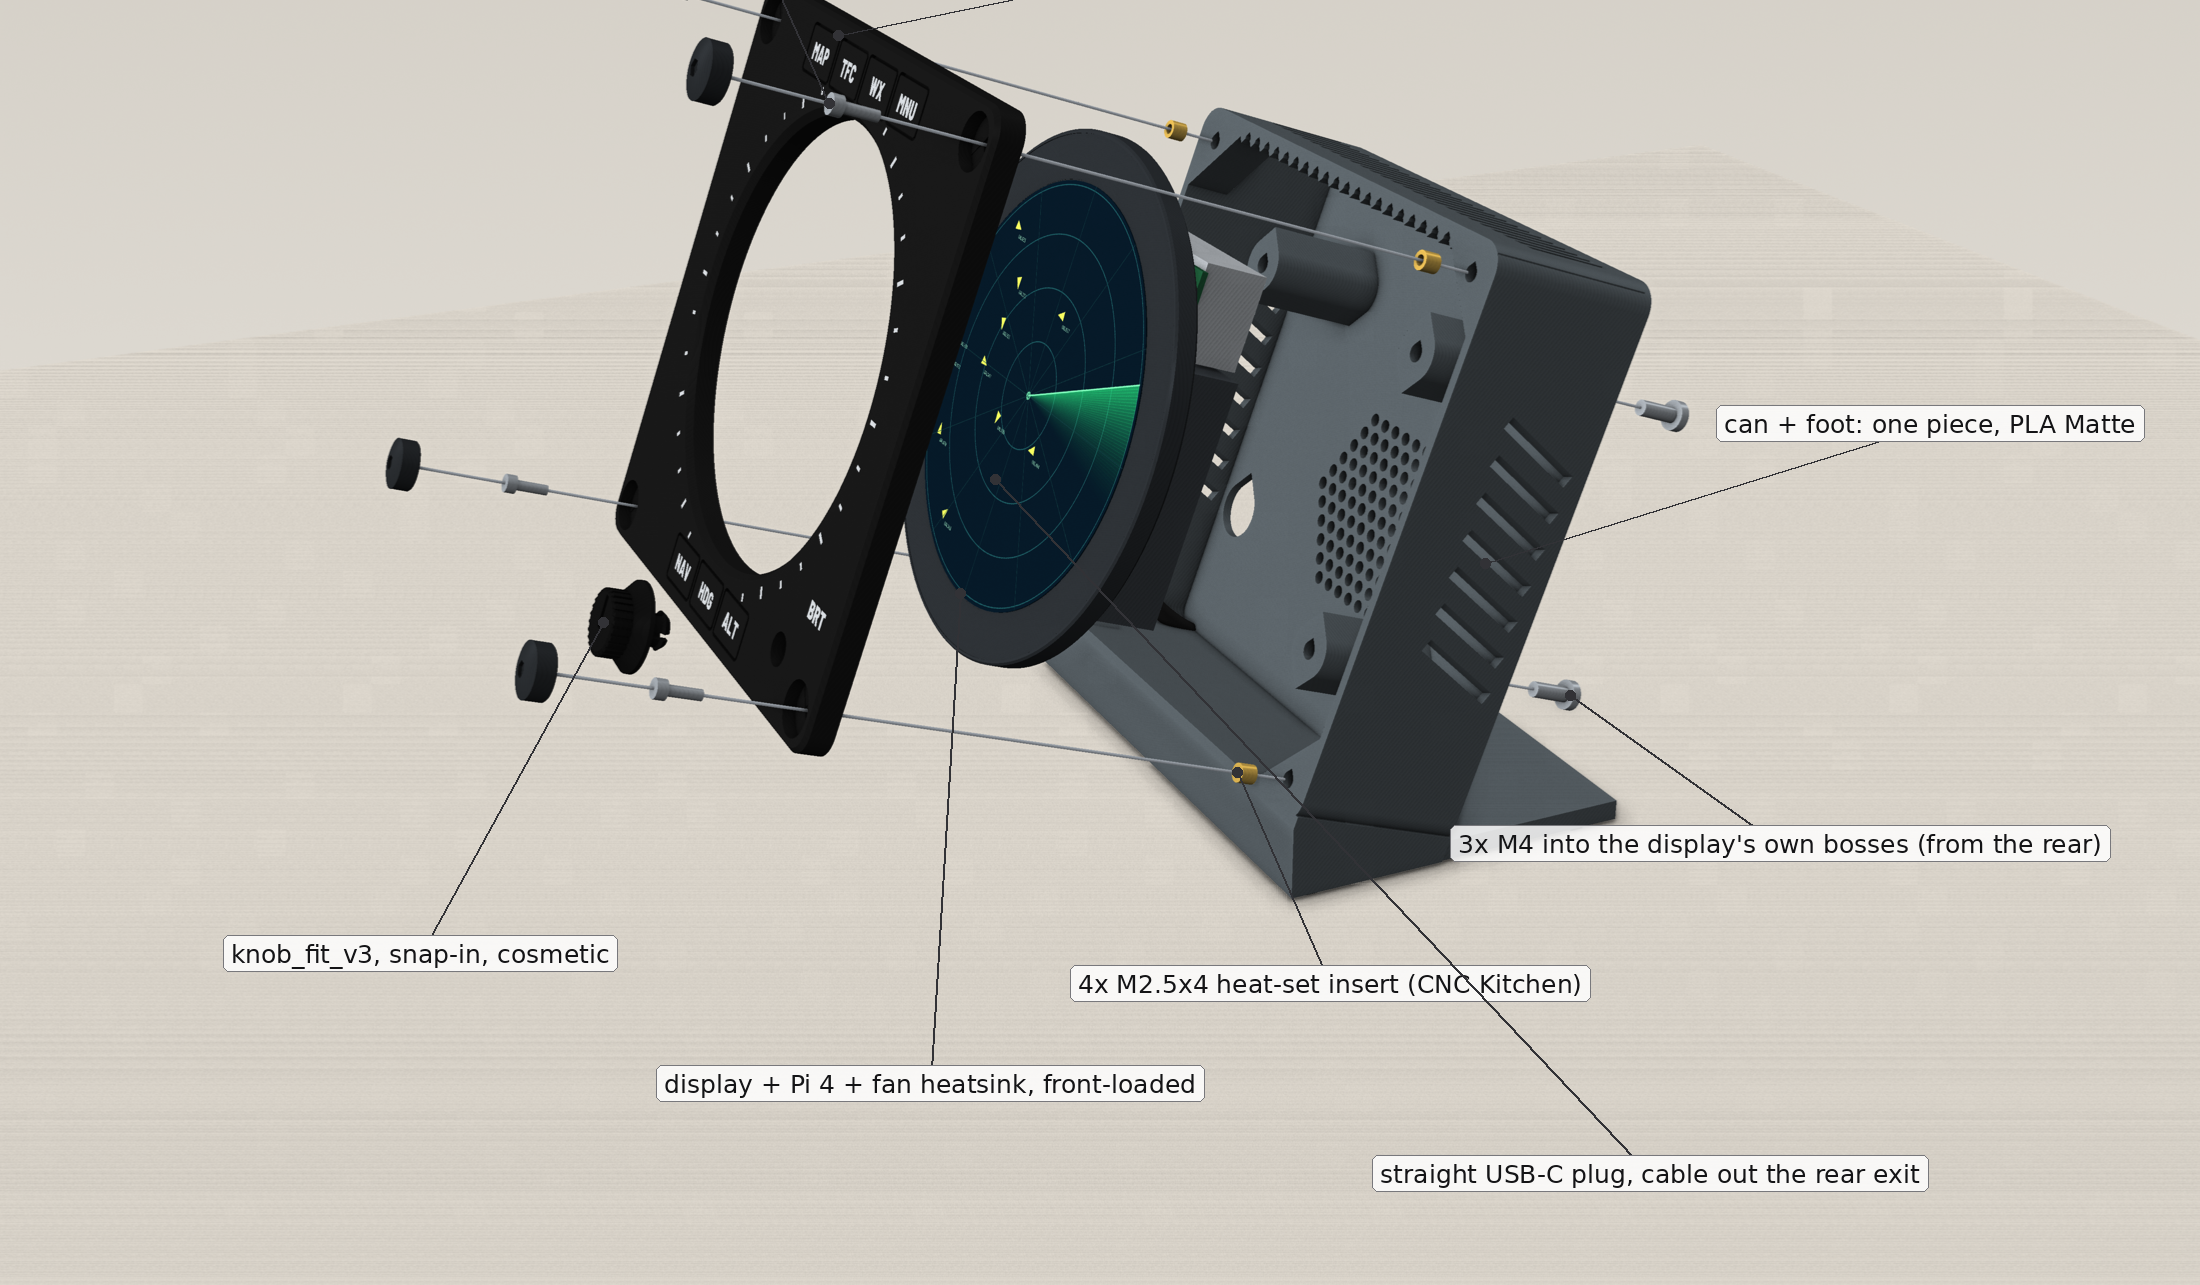 MAP
TFC
WX
MNU
can + foot: one piece, PLA Matte
NAV
HDG
ALT
BRT
3x M4 into the display's own bosses (from the rear)
knob_fit_v3, snap-in, cosmetic
4x M2.5x4 heat-set insert (CNC Kitchen)
display + Pi 4 + fan heatsink, front-loaded
straight USB-C plug, cable out the rear exit